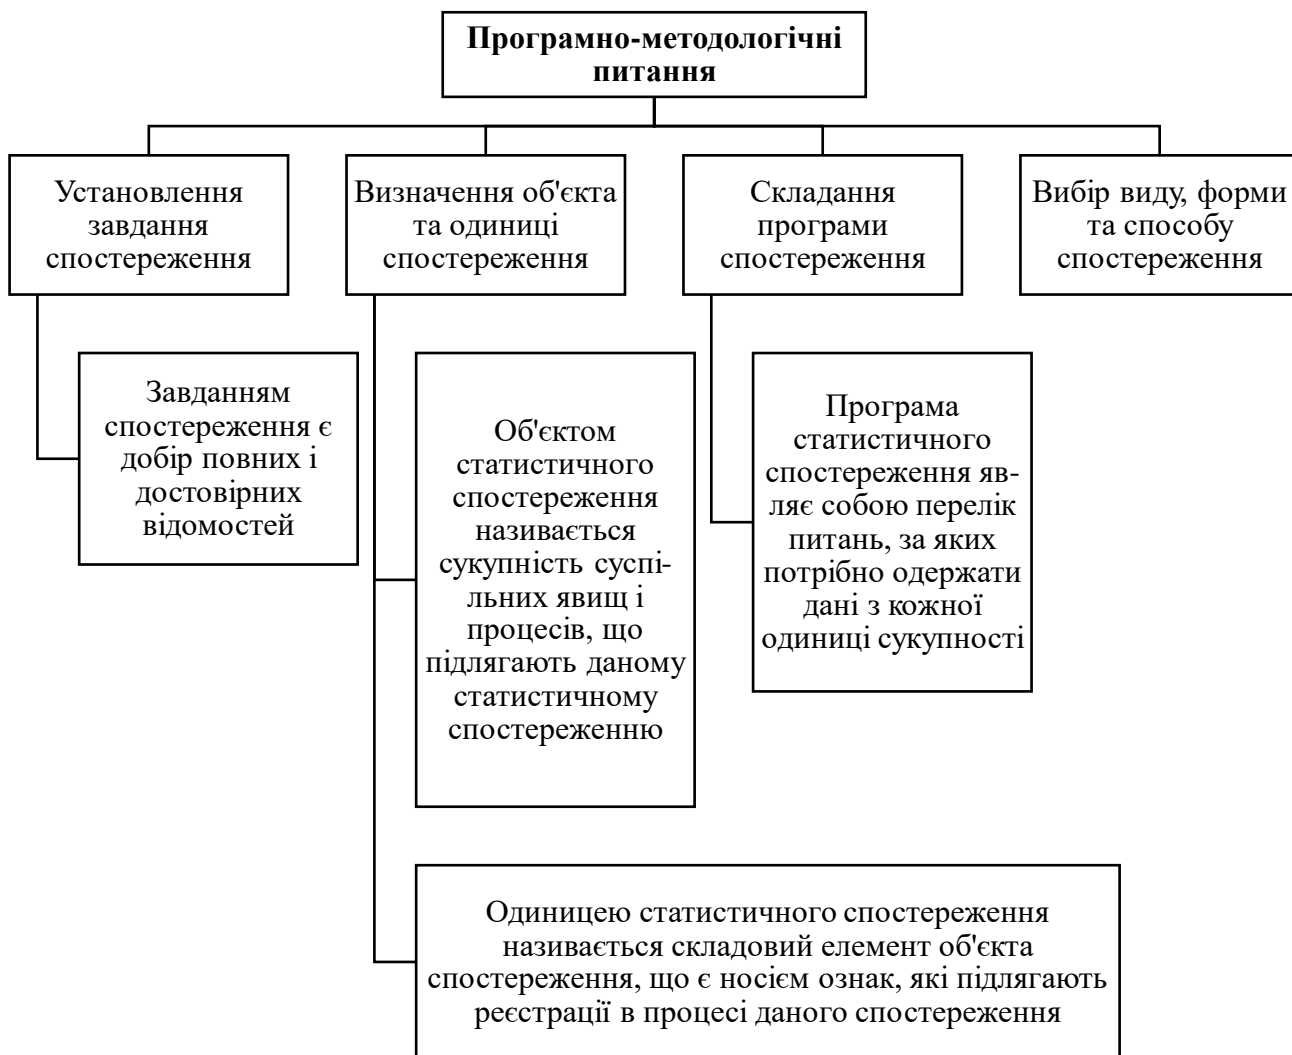 Програмно-методологічні
питання
Установлення
завдання
спостереження
Визначення об'єкта
та одиниці
спостереження
Складання
програми
спостереження
Вибір виду, форми
та способу
спостереження
Завданням
спостереження є
добір повних і
достовірних
відомостей
Об'єктом
статистичного
спостереження
називається
сукупність суспі-
льних явищ і
процесів, що
підлягають даному
статистичному
спостереженню
Програма
статистичного
спостереження яв-
ляє собою перелік
питань, за яких
потрібно одержати
дані з кожної
одиниці сукупності
Одиницею статистичного спостереження
називається складовий елемент об'єкта
спостереження, що є носієм ознак, які підлягають
реєстрації в процесі даного спостереження